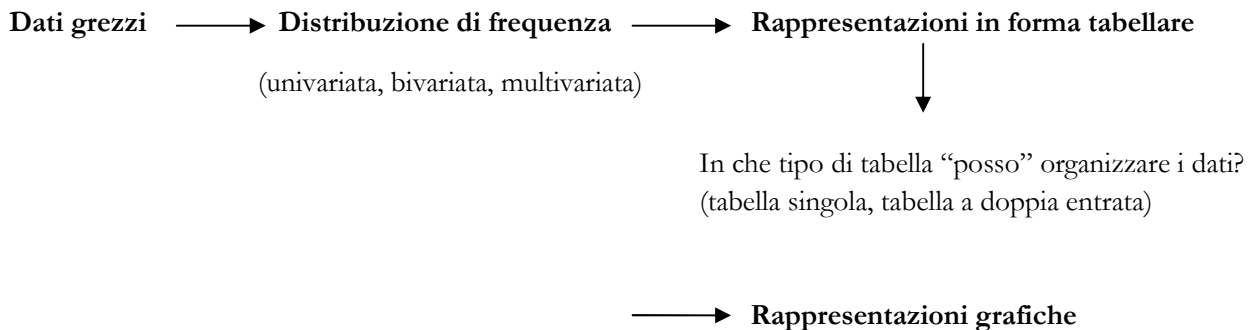 Dati grezzi Distribuzione di frequenza Rappresentazioni in forma tabellare
(univariata, bivariata, multivariata)
In che tipo di tabella “posso” organizzare i dati?
(tabella singola, tabella a doppia entrata)
Rappresentazioni grafiche